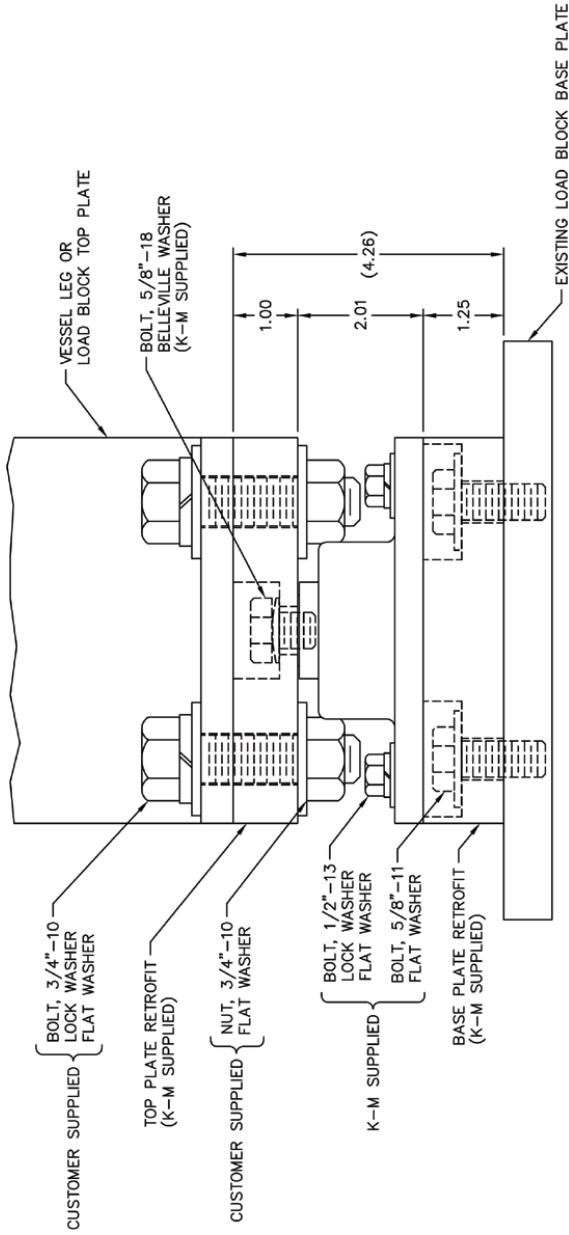 CUSTOMER SUPPLIED
BOLT, 3/4"-10
LOCK WASHER
FLAT WASHER
TOP PLATE RETROFIT
(K-M SUPPLIED)
CUSTOMER SUPPLIED
NUT, 3/4"-10
FLAT WASHER
K-M SUPPLIED
BOLT, 1/2"-13
LOCK WASHER
FLAT WASHER
BOLT, 5/8"-11
FLAT WASHER
BASE PLATE RETROFIT
(K-M SUPPLIED)
VESSEL LEG OR
LOAD BLOCK TOP PLATE
BOLT, 5/8"-18
BELLEVILLE WASHER
(K-M SUPPLIED)
1.00
2.01
1.25
(4.26)
EXISTING LOAD BLOCK BASE PLATE